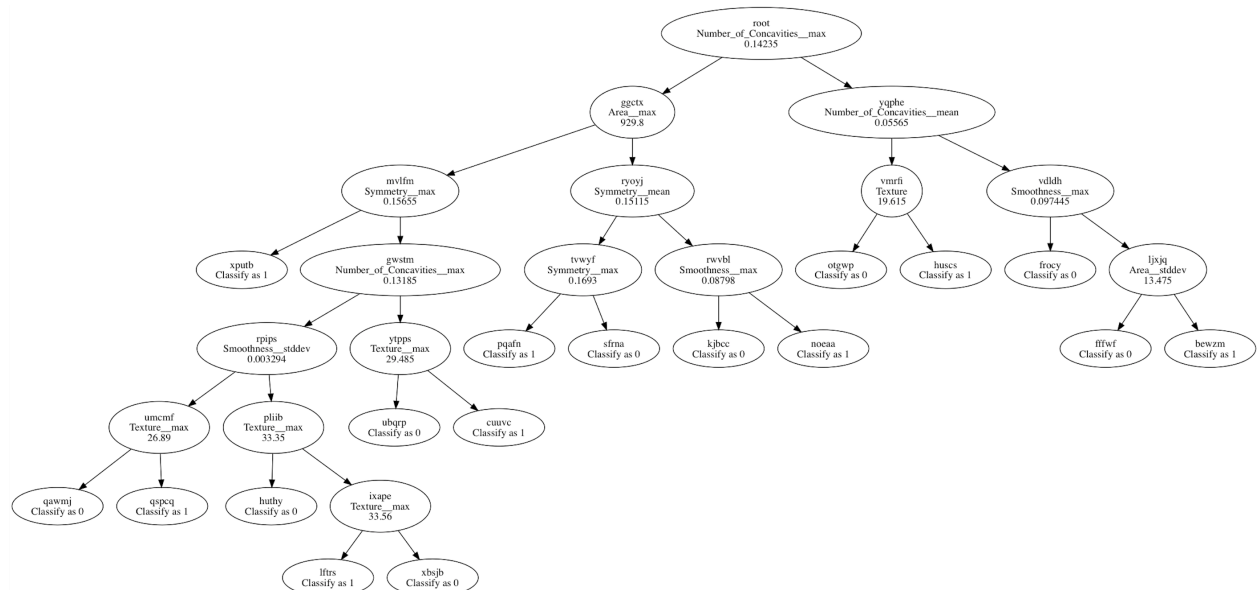 root
Number_of_Concavities__max
0.14235
ggctx
Area__max
929.8
yqphe
Number_of_Concavities__mean
0.05565
mvlfm
Symmetry__max
0.15655
ryoyj
Symmetry__mean
0.15115
vmrfi
Texture
19.615
vdldh
Smoothness__max
0.097445
xputb
Classify as 1
gwstm
Number_of_Concavities__max
0.13185
tvwyf
Symmetry__max
0.1693
rwvbl
Smoothness__max
0.08798
otgwp
Classify as 0
huscs
Classify as 1
frocy
Classify as 0
ljxjq
Area__stddev
13.475
rpips
Smoothness__stddev
0.003294
ytpps
Texture__max
29.485
pqafn
Classify as 1
sfrna
Classify as 0
kjbcc
Classify as 0
noeaa
Classify as 1
fffwf
Classify as 0
bewzm
Classify as 1
umcmf
Texture__max
26.89
pliib
Texture__max
33.35
ubqrp
Classify as 0
cuuvc
Classify as 1
qawmj
Classify as 0
qspcq
Classify as 1
huthy
Classify as 0
ixape
Texture__max
33.56
lftrs
Classify as 1
xbsjb
Classify as 0